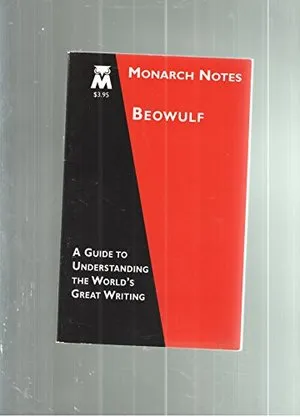 M
$3.95
MONARCH NOTES
BEOWULF
A GUIDE TO
UNDERSTANDING
THE WORLD'S
GREAT WRITING